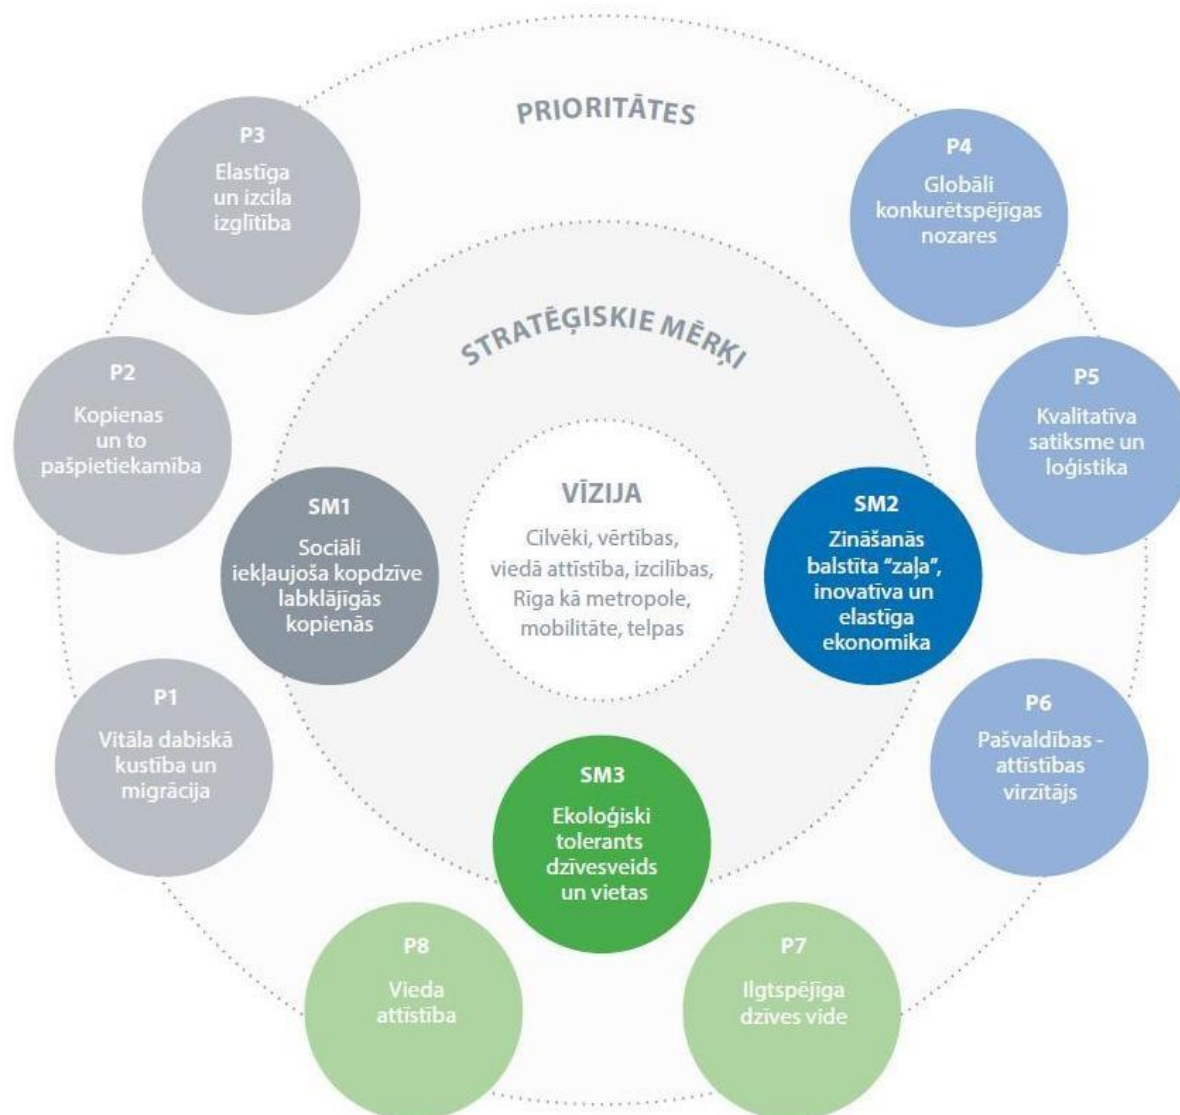 PRIORITĀTES
P3
Elastīga
un izcila
izglītība
P4
Globāli
konkurētspējīgas
nozares
STRATĒĢISKIE MĒRĶI
P2
Kopienas
un to
pašpietiekamība
P5
Kvalitatīva
satiksme un
loģistika
SM1
Sociāli
iekļaujoša kopdzīve
labklājīgās
kopienās
VĪZIJA
Cilvēki, vērtības,
viedā attīstība, izcilības,
Rīga kā metropole,
mobilitāte, telpas
SM2
Zināšanās
balstīta "zaļa",
inovatīva un
elastīga
ekonomika
P1
Vitāla dabiskā
kustība un
migrācija
P6
Pašvaldības -
attīstības
virzītājs
SM3
Ekoloģiski
tolerants
dzīvesveids
un vietas
P8
Vieda
attīstība
P7
Ilgtspējīga
dzīves vide